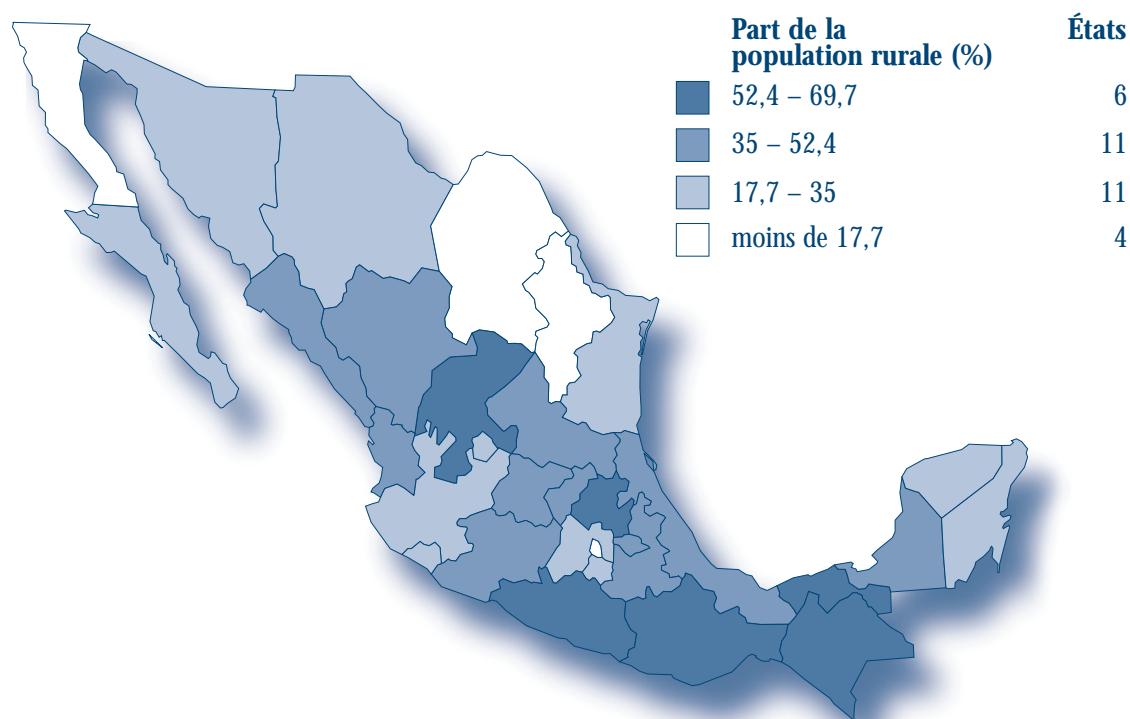 Part de la États
population rurale (%)
52,4 – 69,7 6
35 – 52,4 11
17,7 – 35 11
moins de 17,7 4